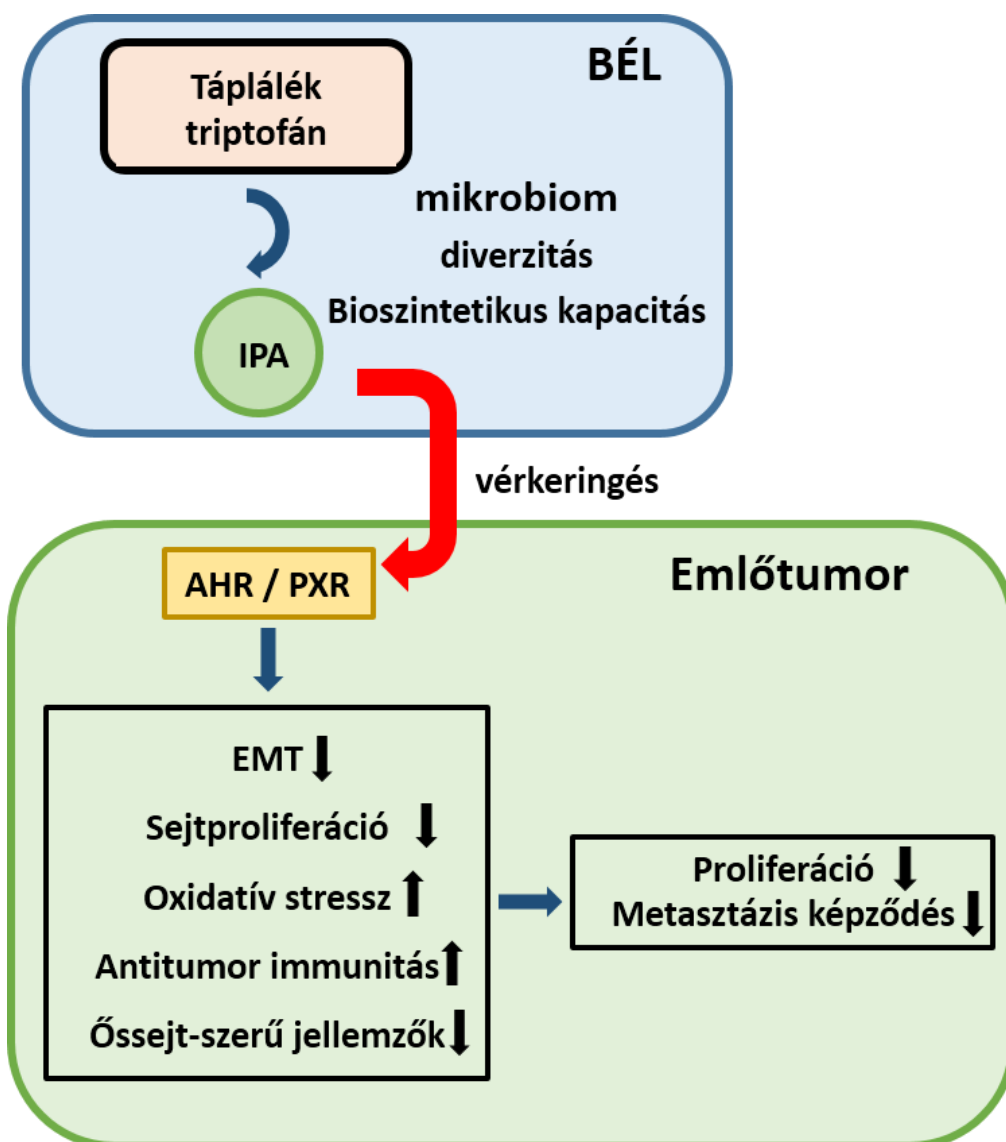 BÉL
Táplálék
triptofán
mikrobiom
diverzitás
Bioszintetikus kapacitás
IPA
vérkeringés
Emlőtumor
AHR / PXR
EMT
Sejtproliferáció
Oxidatív stressz
Antitumor immunitás
Őssejt-szerű jellemzők
Proliferáció
Metasztázis képződés